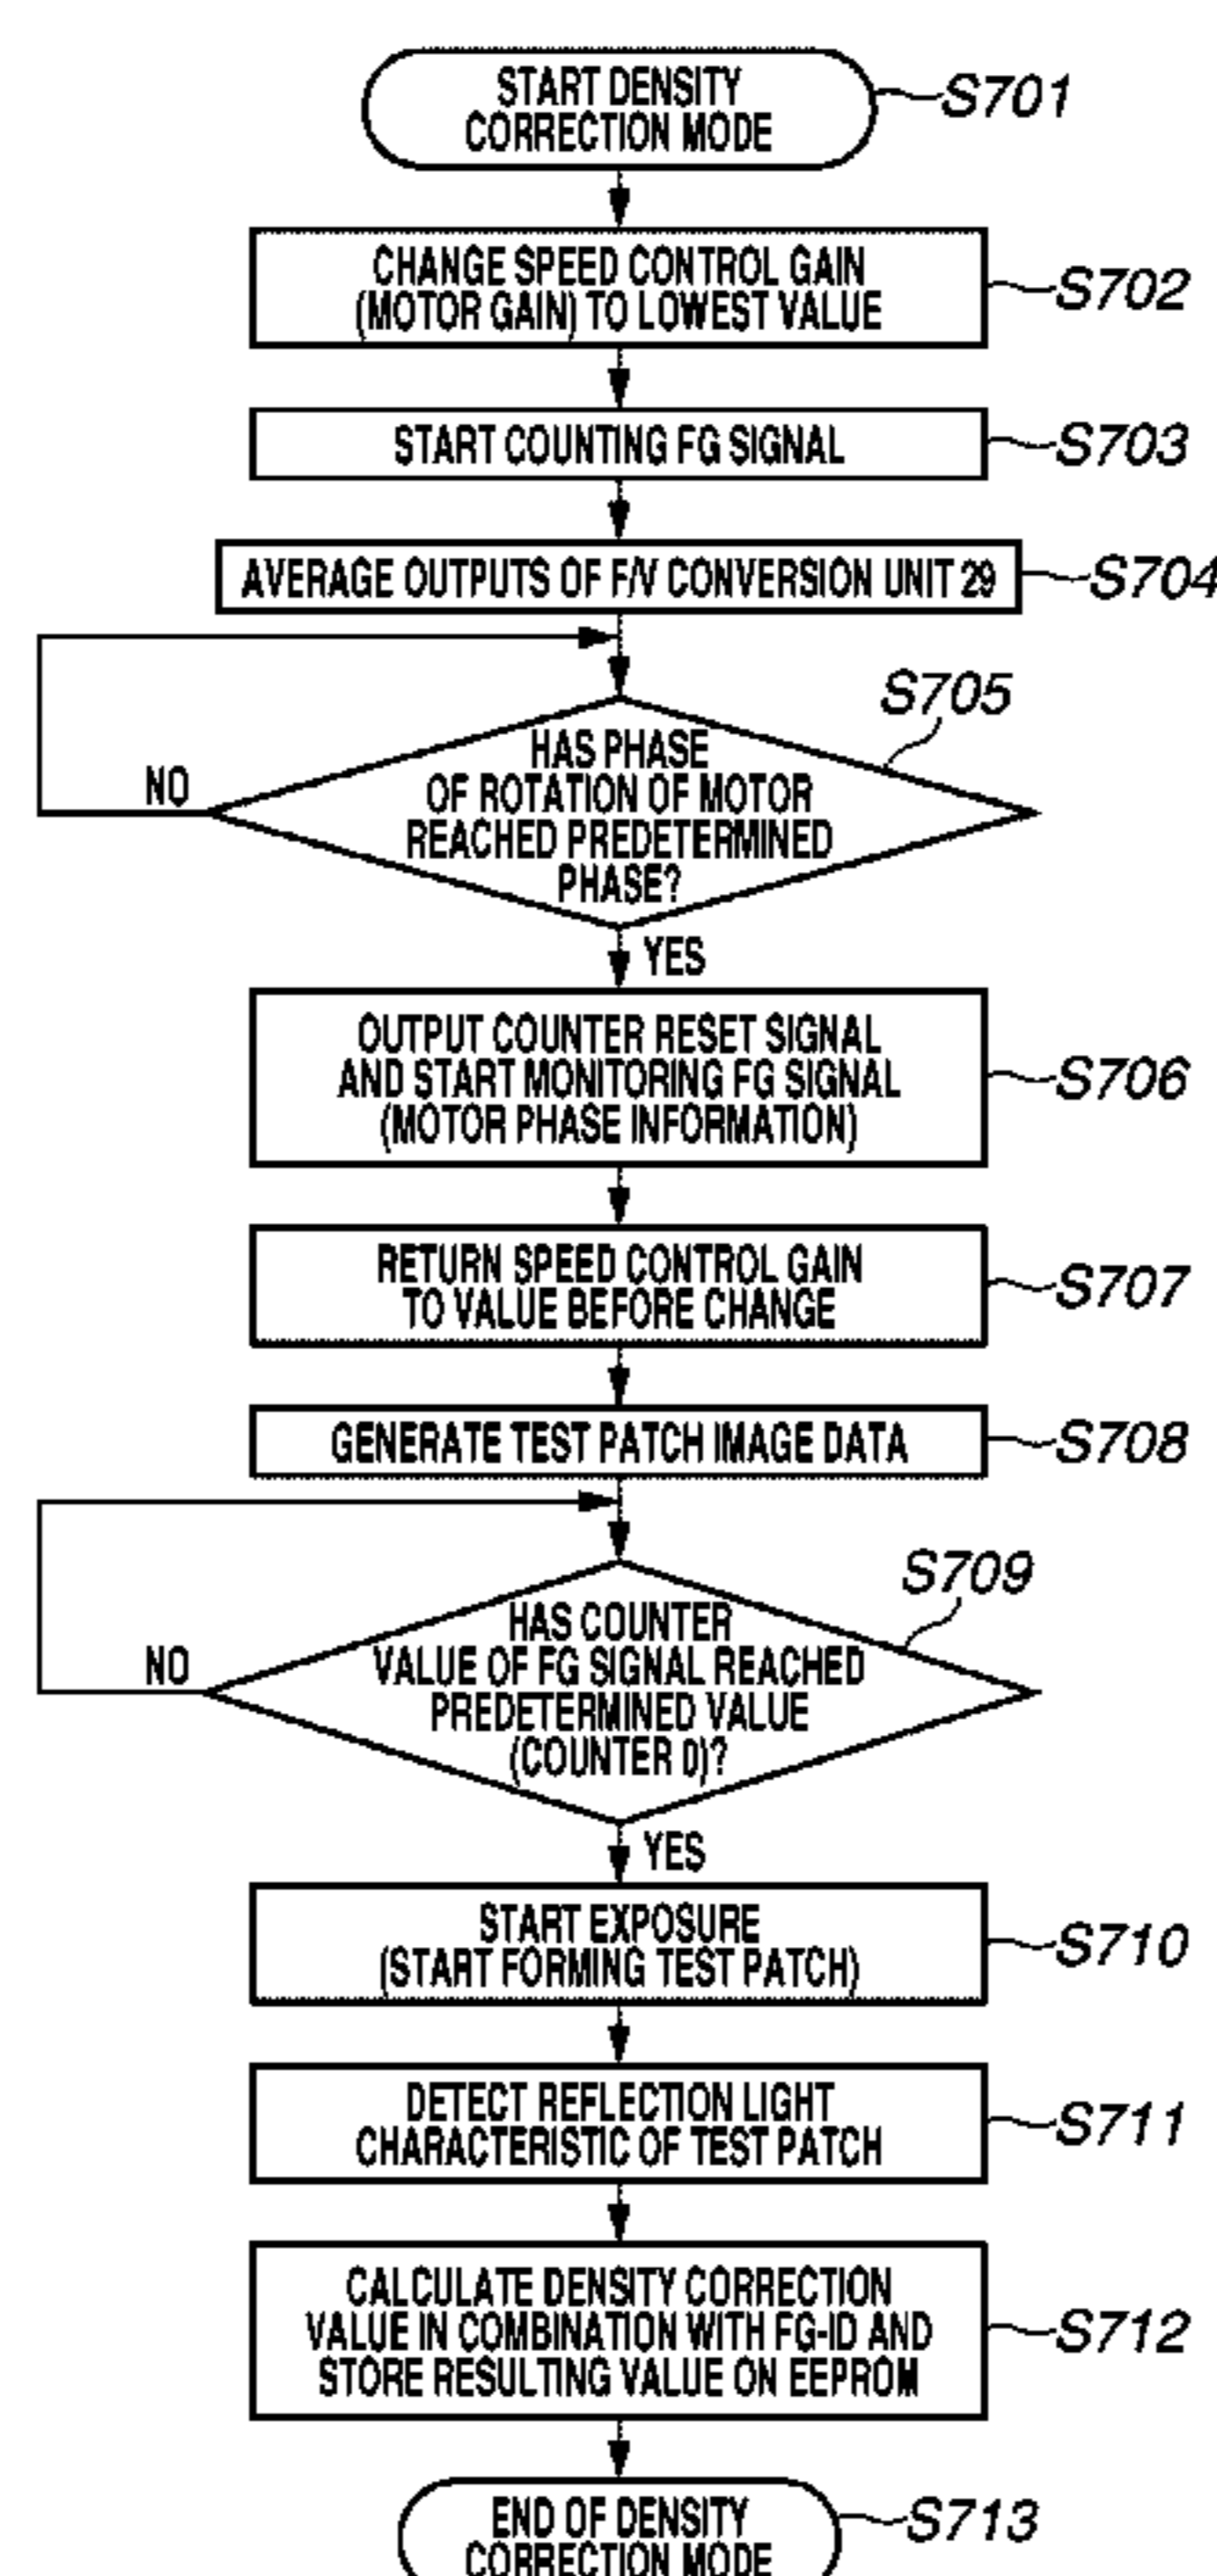 START DENSITY
CORRECTION MODE
S701
CHANGE SPEED CONTROL GAIN
(MOTOR GAIN) TO LOWEST VALUE
S702
START COUNTING FG SIGNAL
S703
AVERAGE OUTPUTS OF F/V CONVERSION UNIT 29
S704
S705
HAS PHASE
OF ROTATION OF MOTOR
REACHED PREDETERMINED
PHASE?
NO
YES
OUTPUT COUNTER RESET SIGNAL
AND START MONITORING FG SIGNAL
(MOTOR PHASE INFORMATION)
S706
RETURN SPEED CONTROL GAIN
TO VALUE BEFORE CHANGE
S707
GENERATE TEST PATCH IMAGE DATA
S708
S709
HAS COUNTER
VALUE OF FG SIGNAL REACHED
PREDETERMINED VALUE
(COUNTER 0)?
NO
YES
START EXPOSURE
(START FORMING TEST PATCH)
S710
DETECT REFLECTION LIGHT
CHARACTERISTIC OF TEST PATCH
S711
CALCULATE DENSITY CORRECTION
VALUE IN COMBINATION WITH FG-ID AND
STORE RESULTING VALUE ON EEPROM
S712
END OF DENSITY
CORRECTION MODE
S713